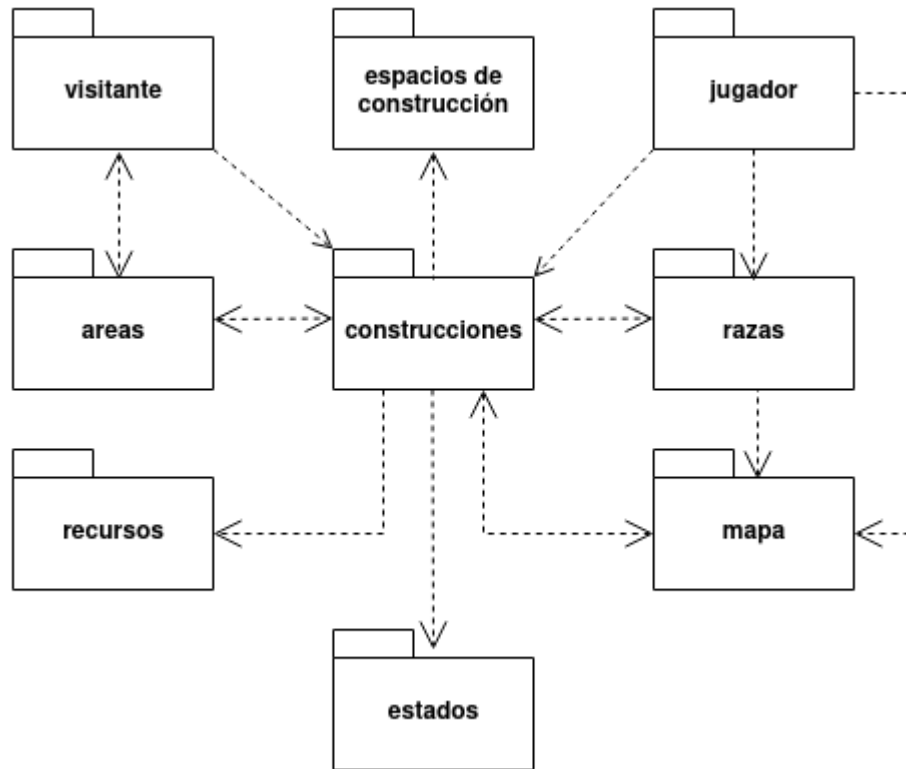 visitante
espacios de
construcción
jugador
areas
construcciones
razas
recursos
mapa
estados